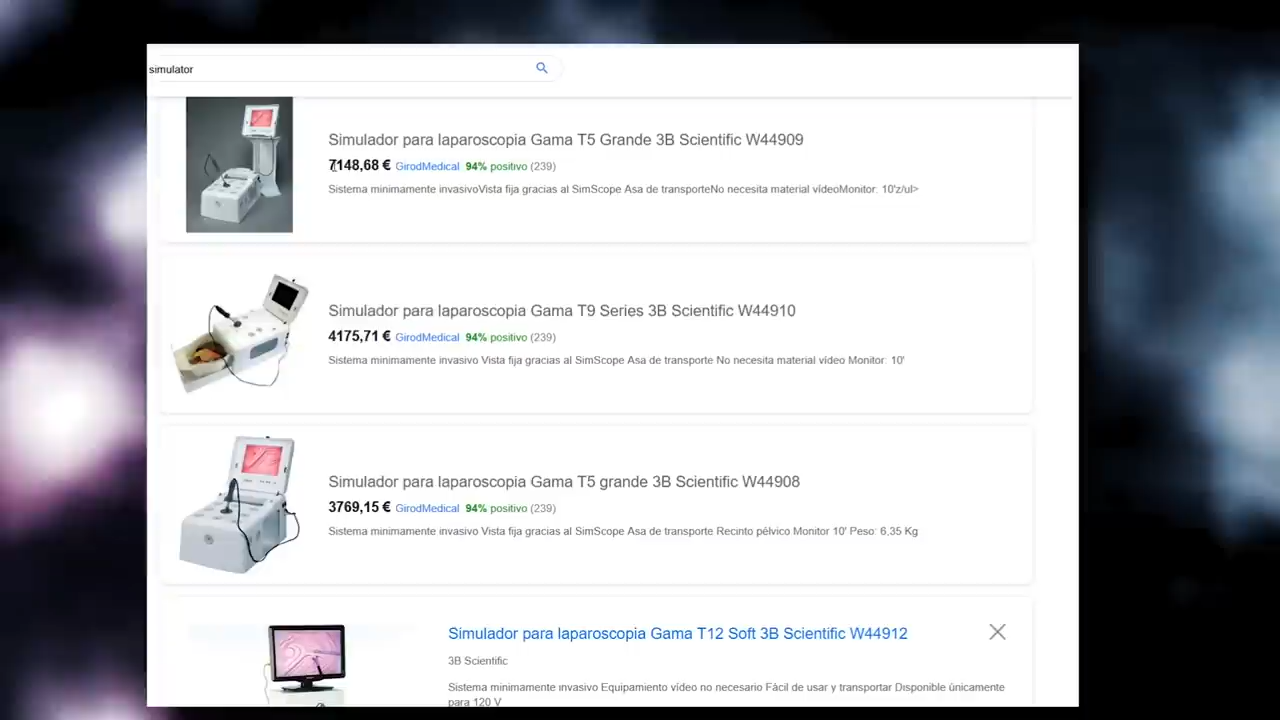 simulator
Simulador para laparoscopia Gama T5 Grande 3B Scientific W44909
7148,68 € GirodMedical 94% positivo (239)
Sistema minimamente invasivoVista fija gracias al SimScope Asa de transporteNo necesita material vídeoMonitor: 10'z/ul>
Simulador para laparoscopia Gama T9 Series 3B Scientific W44910
4175,71 € GirodMedical 94% positivo (239)
Sistema minimamente invasivo Vista fija gracias al SimScope Asa de transporte No necesita material vídeo Monitor: 10'
Simulador para laparoscopia Gama T5 grande 3B Scientific W44908
3769,15 € GirodMedical 94% positivo (239)
Sistema minimamente invasivo Vista fija gracias al SimScope Asa de transporte Recinto pélvico Monitor 10' Peso: 6,35 Kg
Simulador para laparoscopia Gama T12 Soft 3B Scientific W44912
3B Scientific
Sistema minimamente invasivo Equipamiento vídeo no necesario Fácil de usar y transportar Disponible únicamente
para 120 V